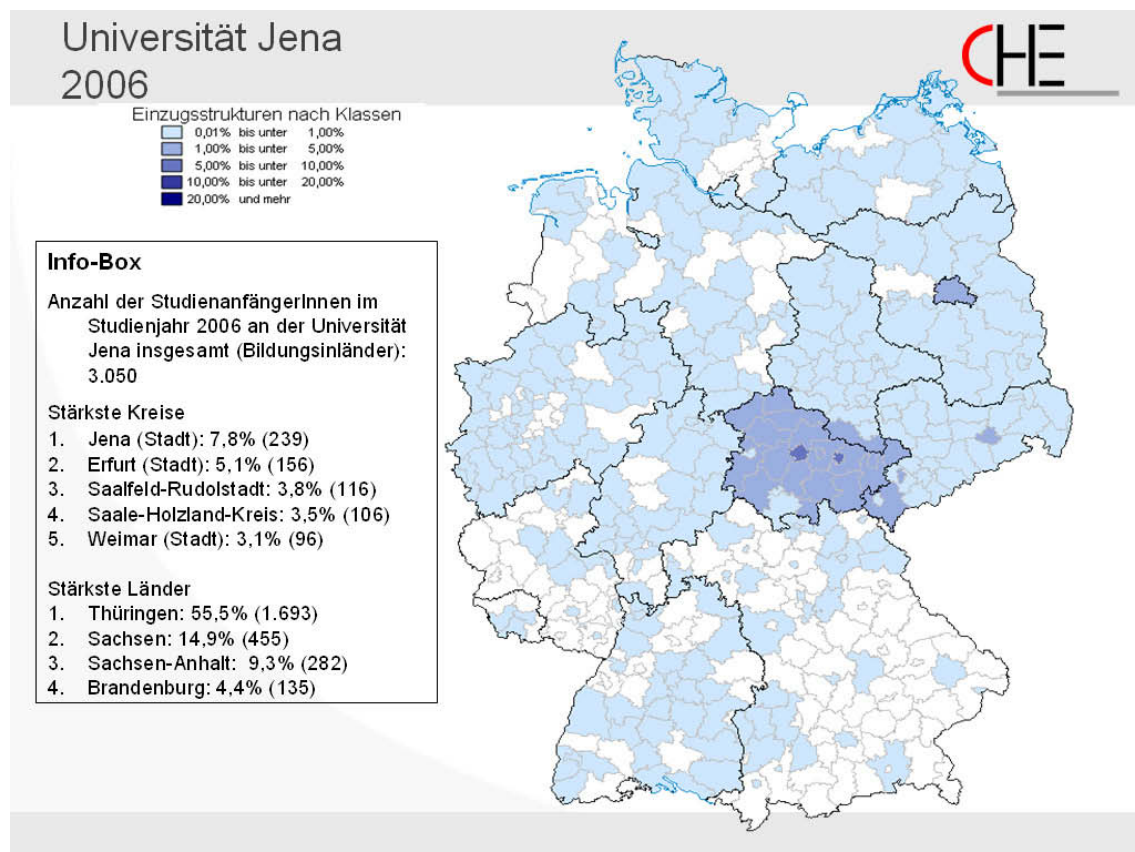 Universität Jena
2006
CHE
Einzugsstrukturen nach Klassen
0,01% bis unter 1,00%
1,00% bis unter 5,00%
5,00% bis unter 10,00%
10,00% bis unter 20,00%
20,00% und mehr
Info-Box
Anzahl der StudienanfängerInnen im
Studienjahr 2006 an der Universität
Jena insgesamt (Bildungsinländer):
3.050
Stärkste Kreise
1. Jena (Stadt): 7,8% (239)
2. Erfurt (Stadt): 5,1% (156)
3. Saalfeld-Rudolstadt: 3,8% (116)
4. Saale-Holzland-Kreis: 3,5% (106)
5. Weimar (Stadt): 3,1% (96)
Stärkste Länder
1. Thüringen: 55,5% (1.693)
2. Sachsen: 14,9% (455)
3. Sachsen-Anhalt: 9,3% (282)
4. Brandenburg: 4,4% (135)